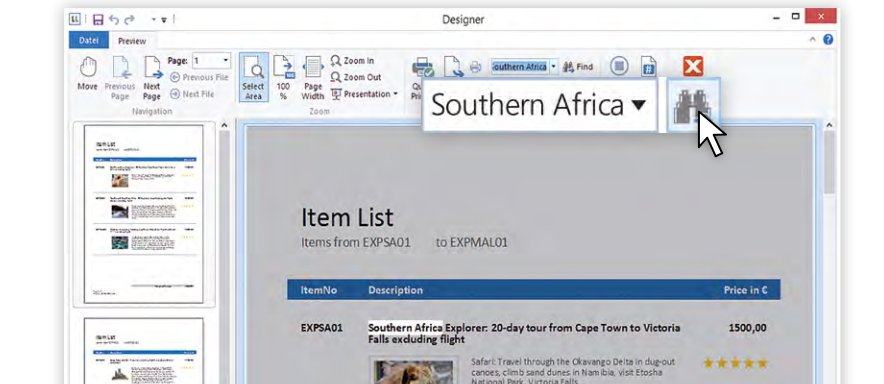 LL
Designer
Datei Preview
Page: 1
Previous File
Next File
Move
Previous Page
Next Page
Navigation
Select Area
100 %
Page Width
Zoom In
Zoom Out
Presentation
Zoom
outhern Africa
Find
Southern Africa
Item List
Item List
Items from EXPSA01 to EXPMAL01
ItemNo Description Price in €
EXPSA01 Southern Africa Explorer: 20-day tour from Cape Town to Victoria 1500,00
Falls excluding flight
Safari: Travel through the Okavango Delta in dug-out
canoes, climb sand dunes in Namibia, visit Etosha
National Park, Victoria Falls
Item List